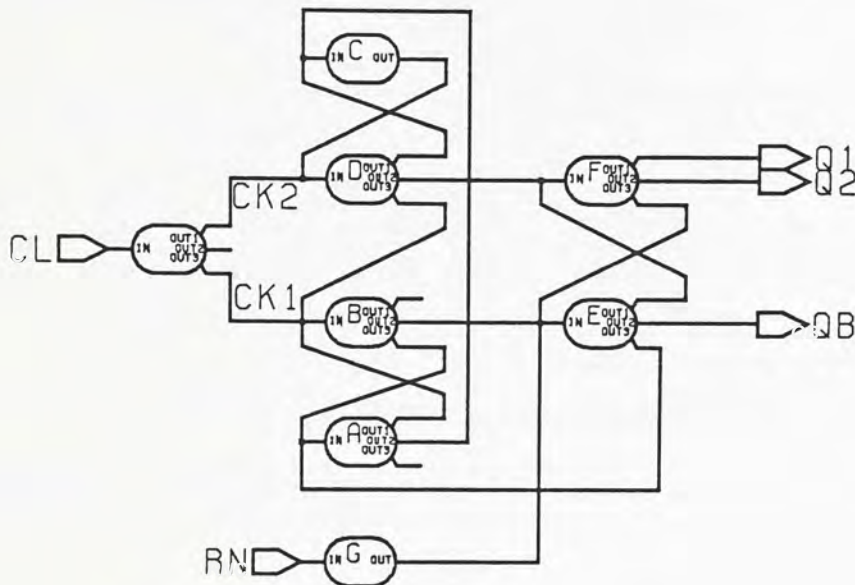 IN C OUT
IN D OUT1
OUT2
OUT3
CK2
IN F OUT1
OUT2
OUT3
Q1
Q2
CL
IN OUT1
OUT2
OUT3
CK1
IN B OUT1
OUT2
OUT3
IN E OUT1
OUT2
OUT3
QB
IN A OUT1
OUT2
OUT3
RN
IN G OUT